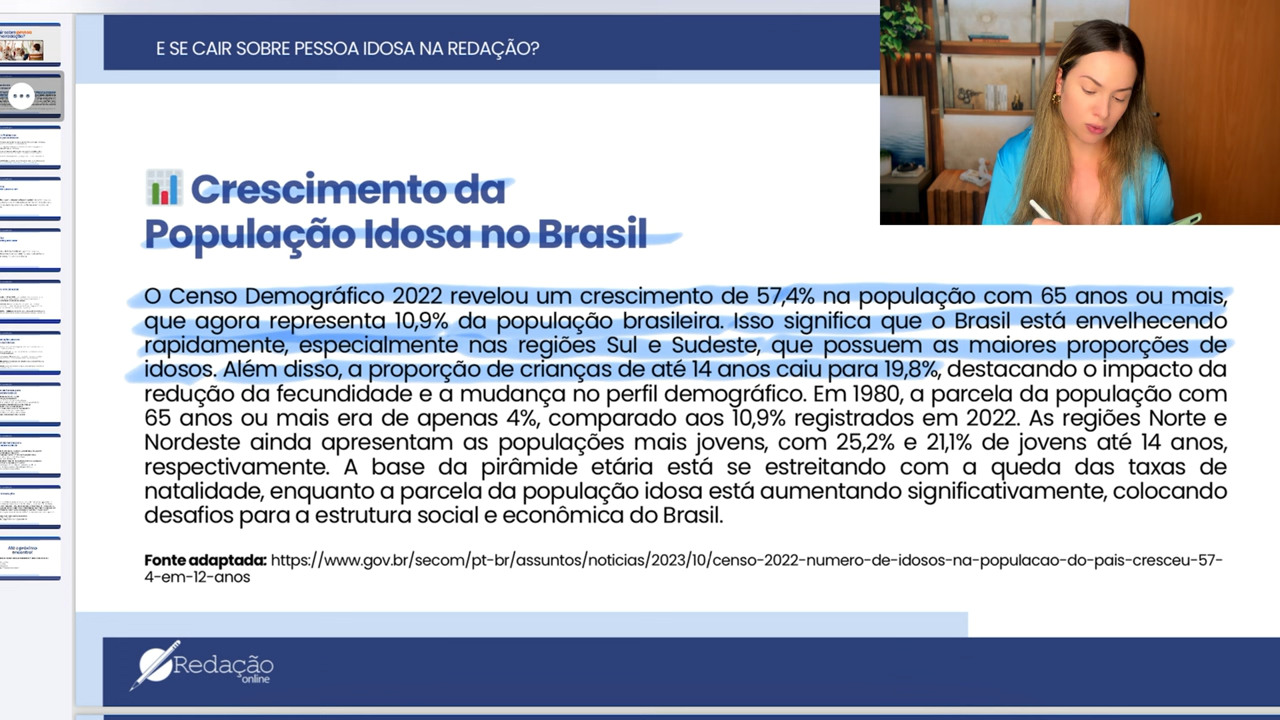 E SE CAIR SOBRE PESSOA IDOSA NA REDAÇÃO?
Crescimento da
População Idosa no Brasil
O Censo Demográfico 2022 revelou um crescimento de 57,4% na população com 65 anos ou mais,
que agora representa 10,9% da população brasileira. Isso significa que o Brasil está envelhecendo
rapidamente, especialmente nas regiões Sul e Sudeste, que possuem as maiores proporções de
idosos. Além disso, a proporção de crianças de até 14 anos caiu para 19,8%, destacando o impacto da
redução da fecundidade e a mudança no perfil demográfico. Em 1980, a parcela da população com
65 anos ou mais era de apenas 4%, comparado aos 10,9% registrados em 2022. As regiões Norte e
Nordeste ainda apresentam as populações mais jovens, com 25,2% e 21,1% de jovens até 14 anos,
respectivamente. A base da pirâmide etária está se estreitando com a queda das taxas de
natalidade, enquanto a parcela da população idosa está aumentando significativamente, colocando
desafios para a estrutura social e econômica do Brasil.
Fonte adaptada: https://www.gov.br/secom/pt-br/assuntos/noticias/2023/10/censo-2022-numero-de-idosos-na-populacao-do-pais-cresceu-57-
4-em-12-anos
Redação
online